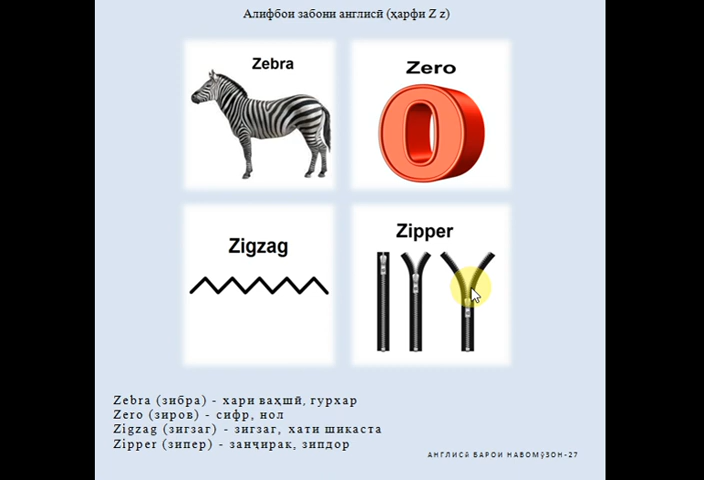 Алифбои забони англисӣ (ҳарфи Z z)
Zebra
Zero
Zigzag
Zipper
Zebra (зибра) - хари ваҳшӣ, гурхар
Zero (зиров) - сифр, нол
Zigzag (зигзаг) - зигзаг, хати шикаста
Zipper (зипер) - занҷирак, зипдор
АНГЛИСӢ БАРОИ НАВОМӮЗОН-27